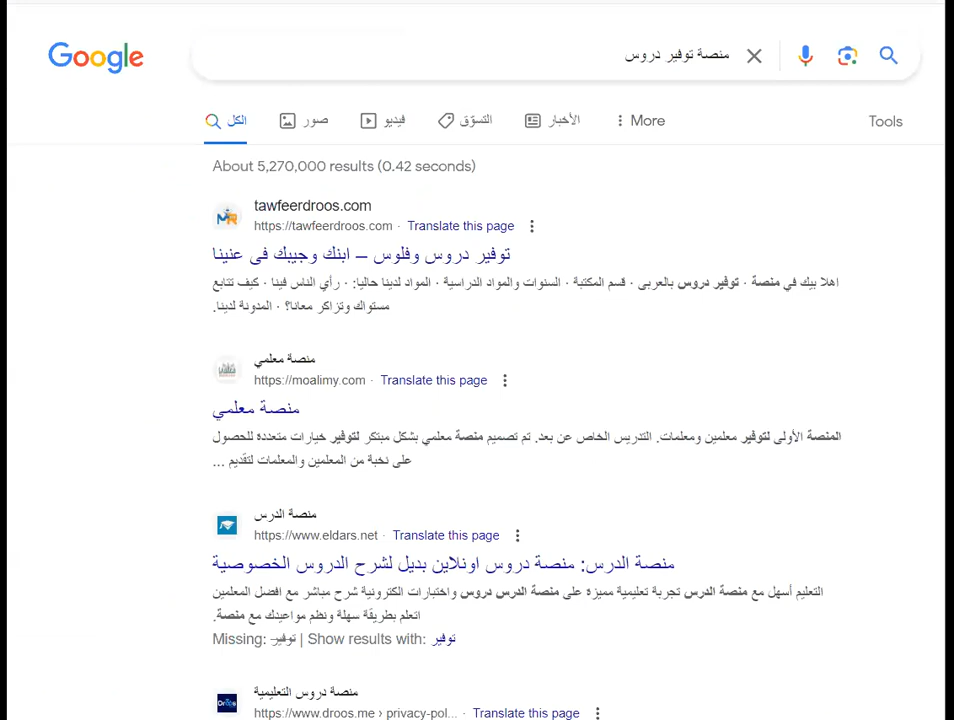 Google
منصة توفير دروس
الكل صور فيديو التسوّق الأخبار More Tools
About 5,270,000 results (0.42 seconds)
tawfeerdroos.com
https://tawfeerdroos.com · Translate this page
توفير دروس وفلوس – ابنك وجيبك فى عنينا
اهلا بيك في منصة · توفير دروس بالعربى · قسم المكتبة · السنوات والمواد الدراسية · المواد لدينا حاليا: · رأي الناس فينا · كيف تتابع
مستواك وتزاكر معانا؟ · المدونة لدينا.
منصة معلمي
https://moalimy.com · Translate this page
منصة معلمي
المنصة الأولى لتوفير معلمين ومعلمات. التدريس الخاص عن بعد. تم تصميم منصة معلمي بشكل مبتكر لتوفير خيارات متعددة للحصول
على نخبة من المعلمين والمعلمات لتقديم ...
منصة الدرس
https://www.eldars.net · Translate this page
منصة الدرس: منصة دروس اونلاين بديل لشرح الدروس الخصوصية
التعليم أسهل مع منصة الدرس تجربة تعليمية مميزة على منصة الدرس دروس واختبارات الكترونية شرح مباشر مع افضل المعلمين
اتعلم بطريقة سهلة ونظم مواعيدك مع منصة.
Missing: توفير | Show results with: توفير
منصة دروس التعليمية
https://www.droos.me › privacy-pol... · Translate this page